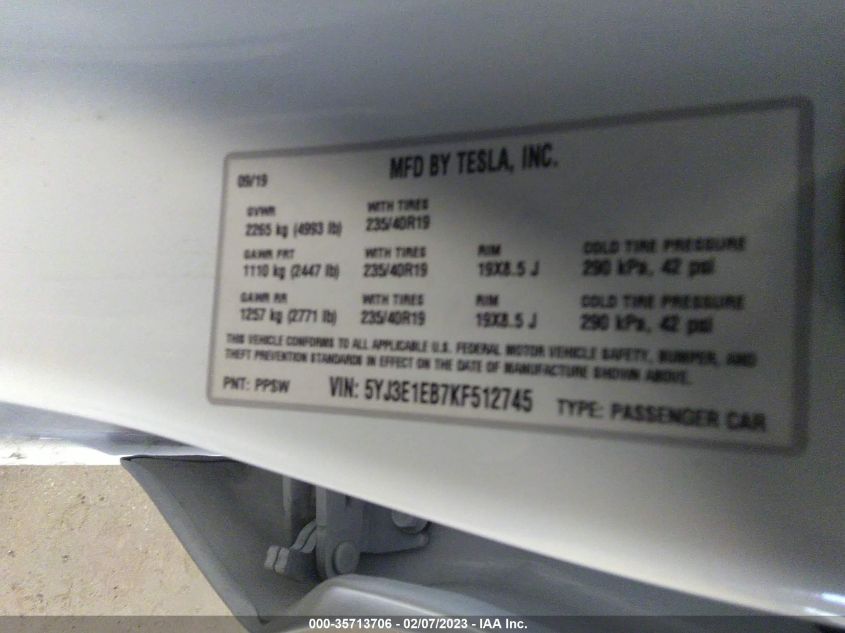 MFD BY TESLA, INC.
09/19
GVWR WITH TIRES
2265 kg (4993 lb) 235/40R19
GAWR FRT WITH TIRES RIM COLD TIRE PRESSURE
1110 kg (2447 lb) 235/40R19 19X8.5 J 290 kPa, 42 psi
GAWR RR WITH TIRES RIM COLD TIRE PRESSURE
1257 kg (2771 lb) 235/40R19 19X8.5 J 290 kPa, 42 psi
THIS VEHICLE CONFORMS TO ALL APPLICABLE U.S. FEDERAL MOTOR VEHICLE SAFETY, BUMPER, AND
THEFT PREVENTION STANDARDS IN EFFECT ON THE DATE OF MANUFACTURE SHOWN ABOVE.
PNT: PPSW VIN: 5YJ3E1EB7KF512745 TYPE: PASSENGER CAR
000-35713706 - 02/07/2023 - IAA Inc.